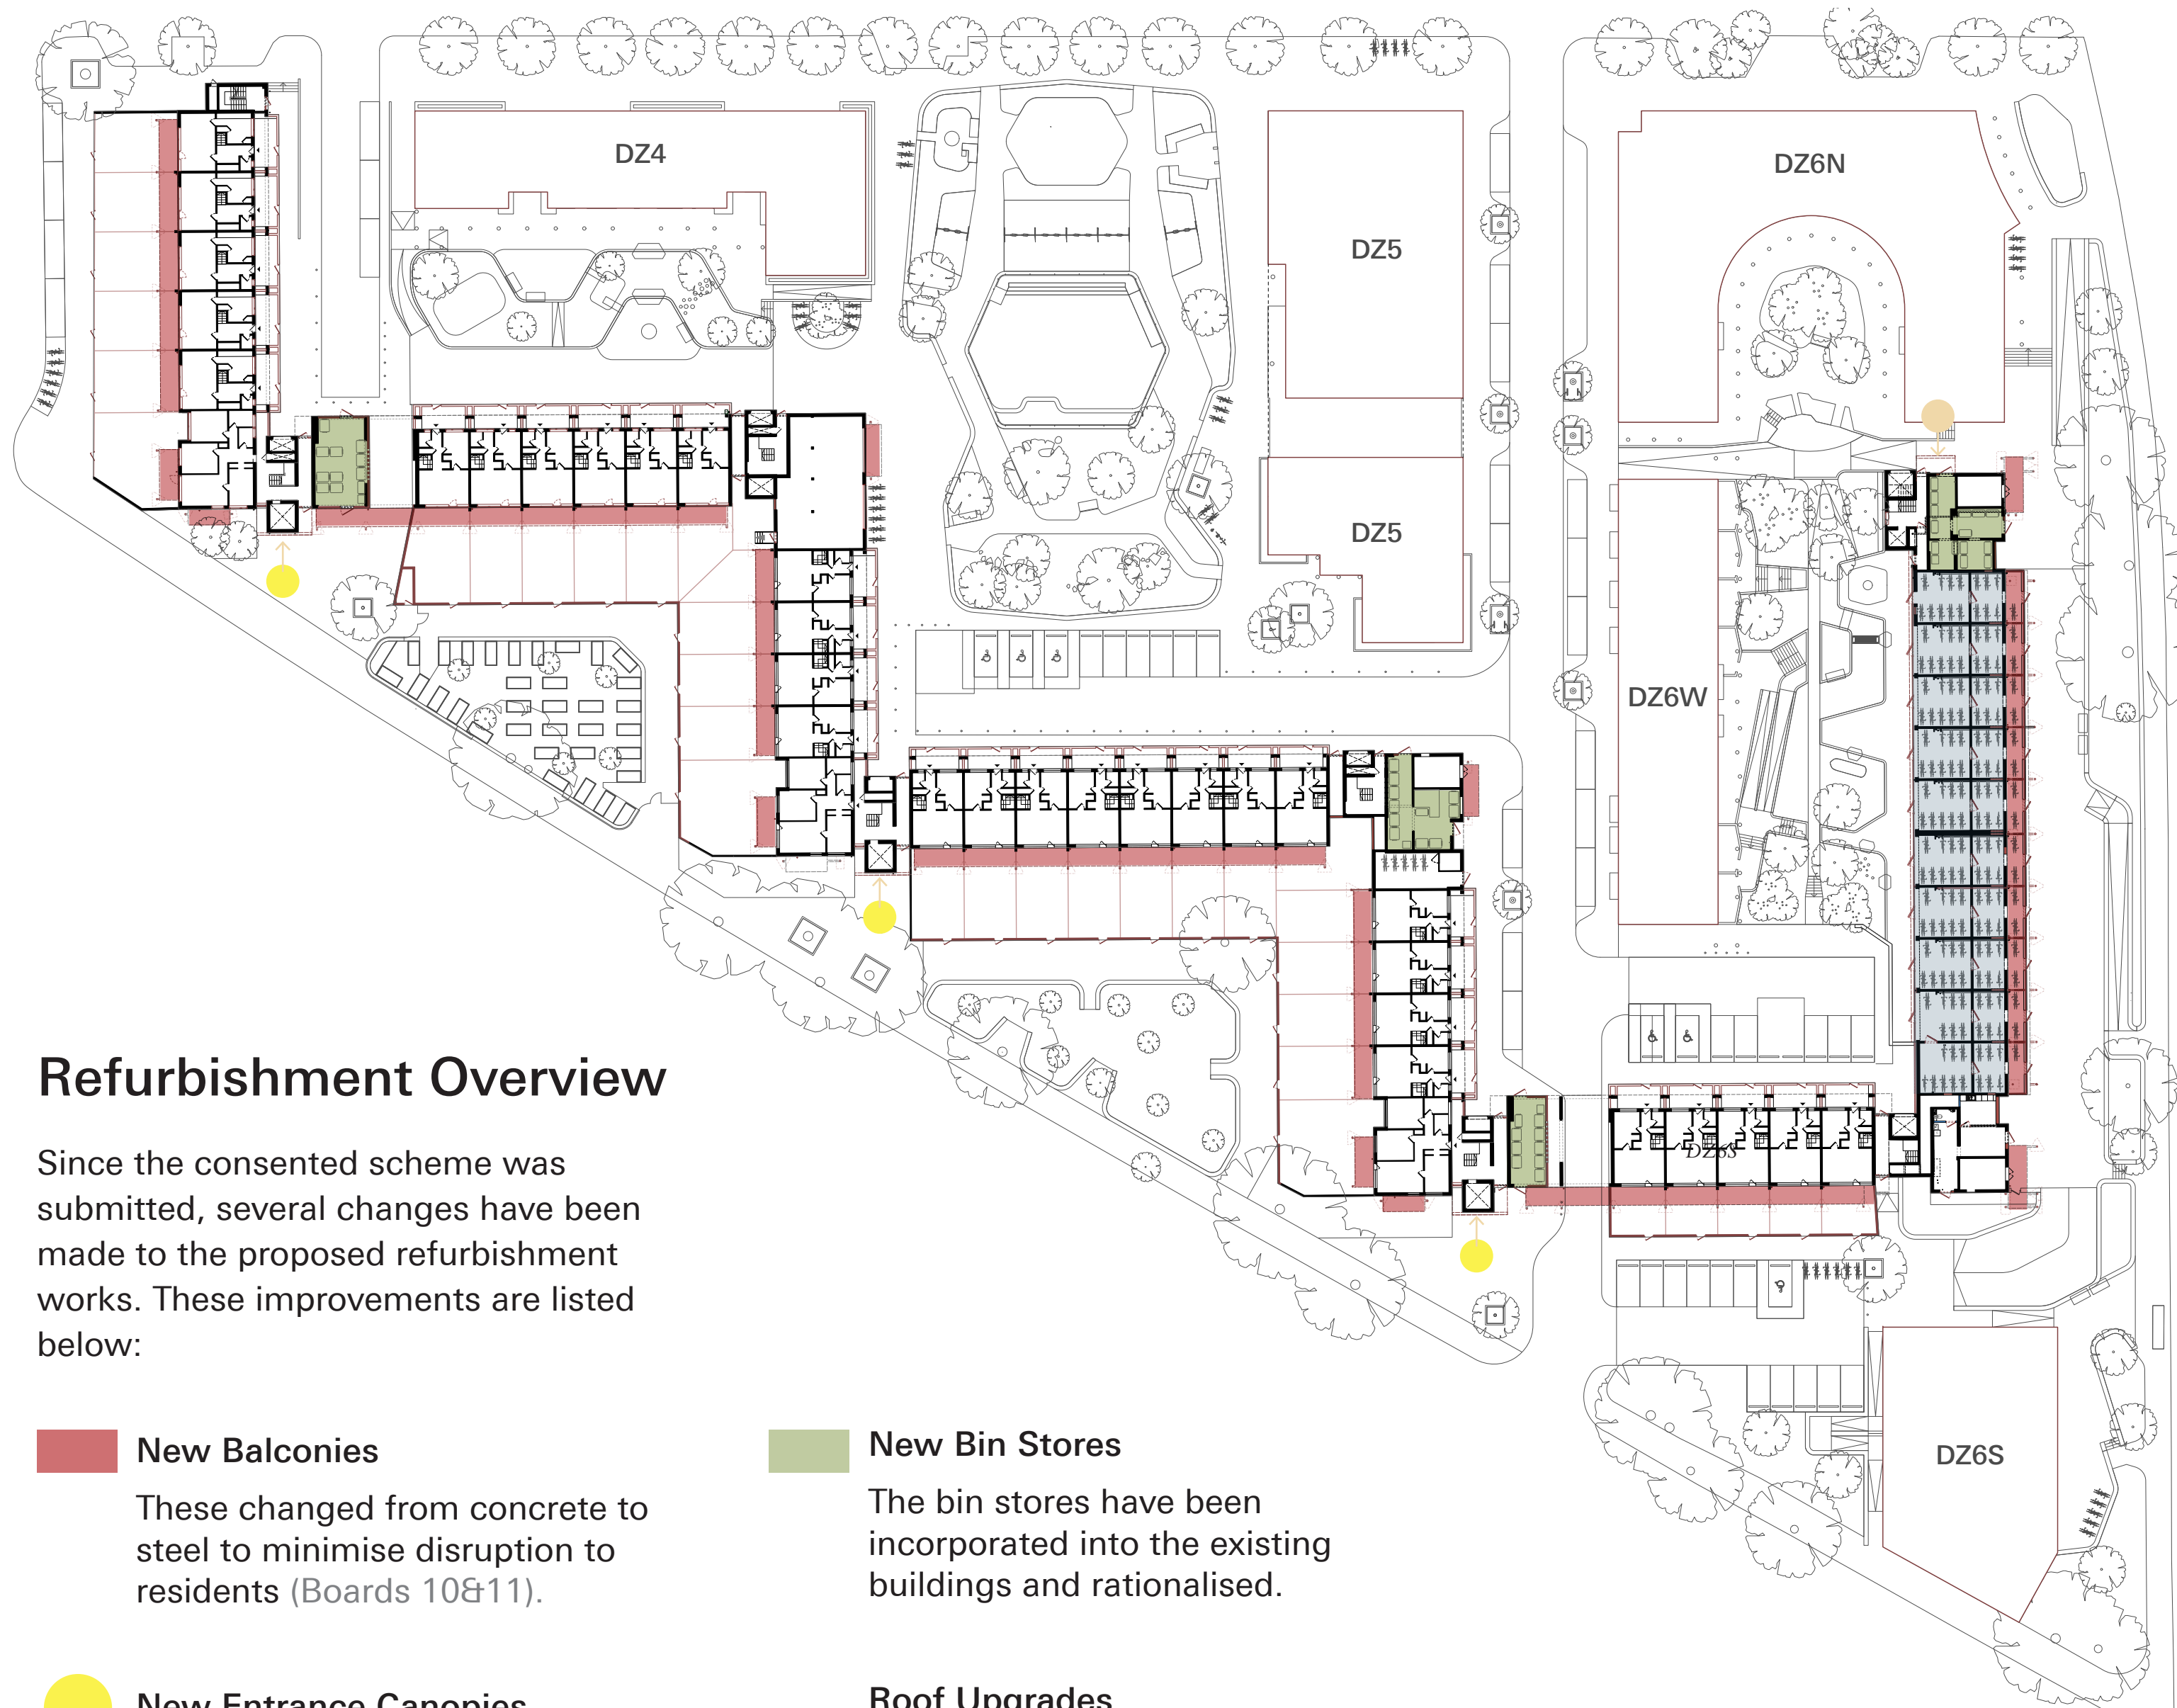 DZ4
DZ6N
DZ5
DZ5
DZ6W
DZ6S
DZ6S
Refurbishment Overview
Since the consented scheme was
submitted, several changes have been
made to the proposed refurbishment
works. These improvements are listed
below:
New Balconies
These changed from concrete to
steel to minimise disruption to
residents (Boards 10&11).
New Bin Stores
The bin stores have been
incorporated into the existing
buildings and rationalised.
New Entrance Canopies
Roof Upgrades